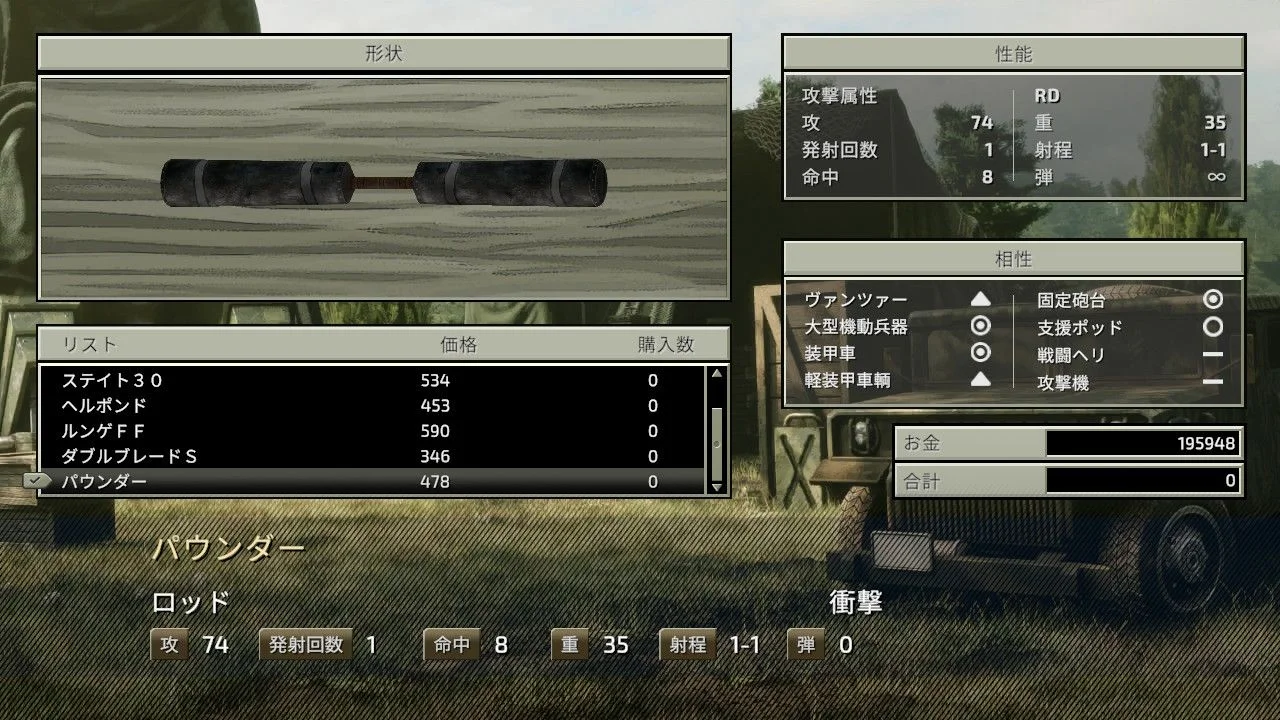 形状
リスト 価格 購入数
ステイト30 534 0
ヘルポンド 453 0
ルンゲFF 590 0
ダブルブレードS 346 0
パウンダー 478 0
性能
攻撃属性 RD
攻 74 重 35
発射回数 1 射程 1-1
命中 8 弾 ∞
相性
ヴァンツァー ▲ 固定砲台 ◎
大型機動兵器 ◎ 支援ポッド ○
装甲車 ◎ 戦闘ヘリ ー
軽装甲車輌 ▲ 攻撃機 ー
お金 195948
合計 0
パウンダー
ロッド 衝撃
攻 74 発射回数 1 命中 8 重 35 射程 1-1 弾 0